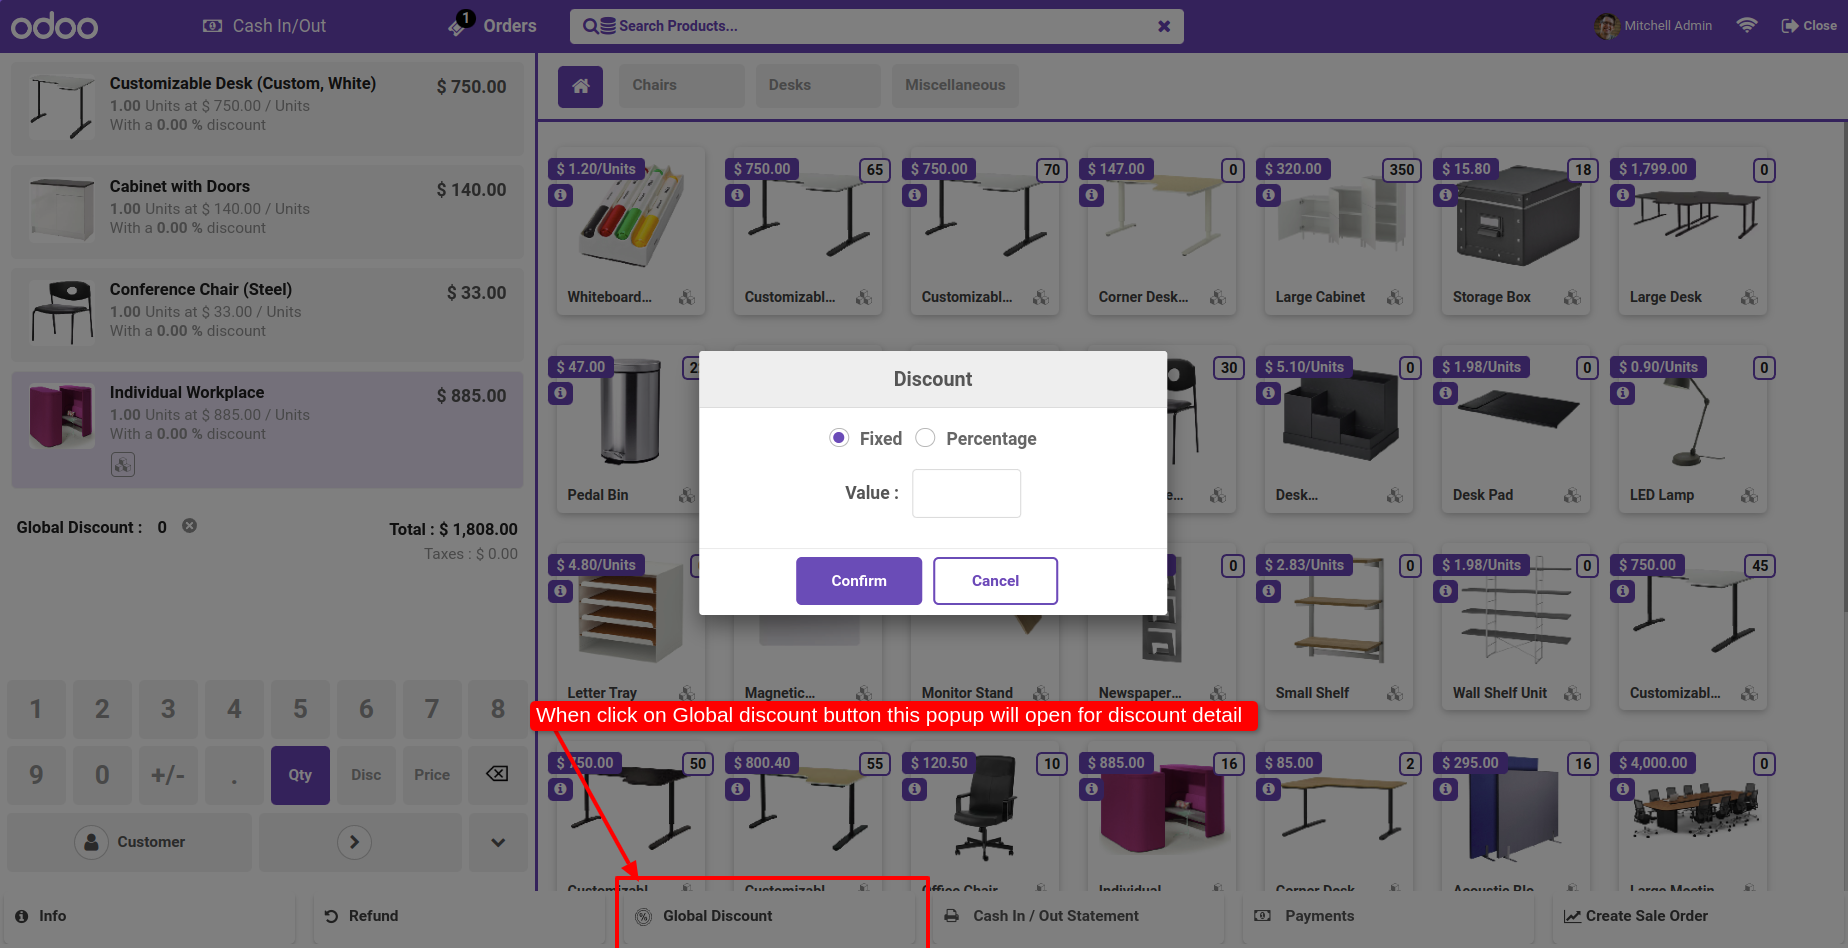 odoo
Cash In/Out
1
Orders
Search Products...
Mitchell Admin
Close
Customizable Desk (Custom, White)
$ 750.00
1.00 Units at $ 750.00 / Units
With a 0.00 % discount
Cabinet with Doors
$ 140.00
1.00 Units at $ 140.00 / Units
With a 0.00 % discount
Conference Chair (Steel)
$ 33.00
1.00 Units at $ 33.00 / Units
With a 0.00 % discount
Individual Workplace
$ 885.00
1.00 Units at $ 885.00 / Units
With a 0.00 % discount
Global Discount : 0
Total : $ 1,808.00
Taxes : $ 0.00
1 2 3 4 5 6 7 8
9 0 +/- . Qty Disc Price
Customer
Chairs
Desks
Miscellaneous
$ 1.20/Units
Whiteboard...
$ 750.00
65
Customizabl...
$ 750.00
70
Customizabl...
$ 147.00
0
Corner Desk...
$ 320.00
350
Large Cabinet
$ 15.80
18
Storage Box
$ 1,799.00
0
Large Desk
$ 47.00
Pedal Bin
30
$ 5.10/Units
0
Desk...
$ 1.98/Units
0
Desk Pad
$ 0.90/Units
0
LED Lamp
Discount
Fixed
Percentage
Value :
Confirm
Cancel
$ 4.80/Units
Letter Tray
Magnetic...
Monitor Stand
0
Newspaper...
$ 2.83/Units
0
Small Shelf
$ 1.98/Units
0
Wall Shelf Unit
$ 750.00
45
Customizabl...
When click on Global discount button this popup will open for discount detail
$ 750.00
50
Customizabl
$ 800.40
55
Customizabl
$ 120.50
10
Office Chair
$ 885.00
16
Individual
$ 85.00
2
Corner Desk
$ 295.00
16
Acoustic Blo
$ 4,000.00
0
Large Meetin
Info
Refund
Global Discount
Cash In / Out Statement
Payments
Create Sale Order